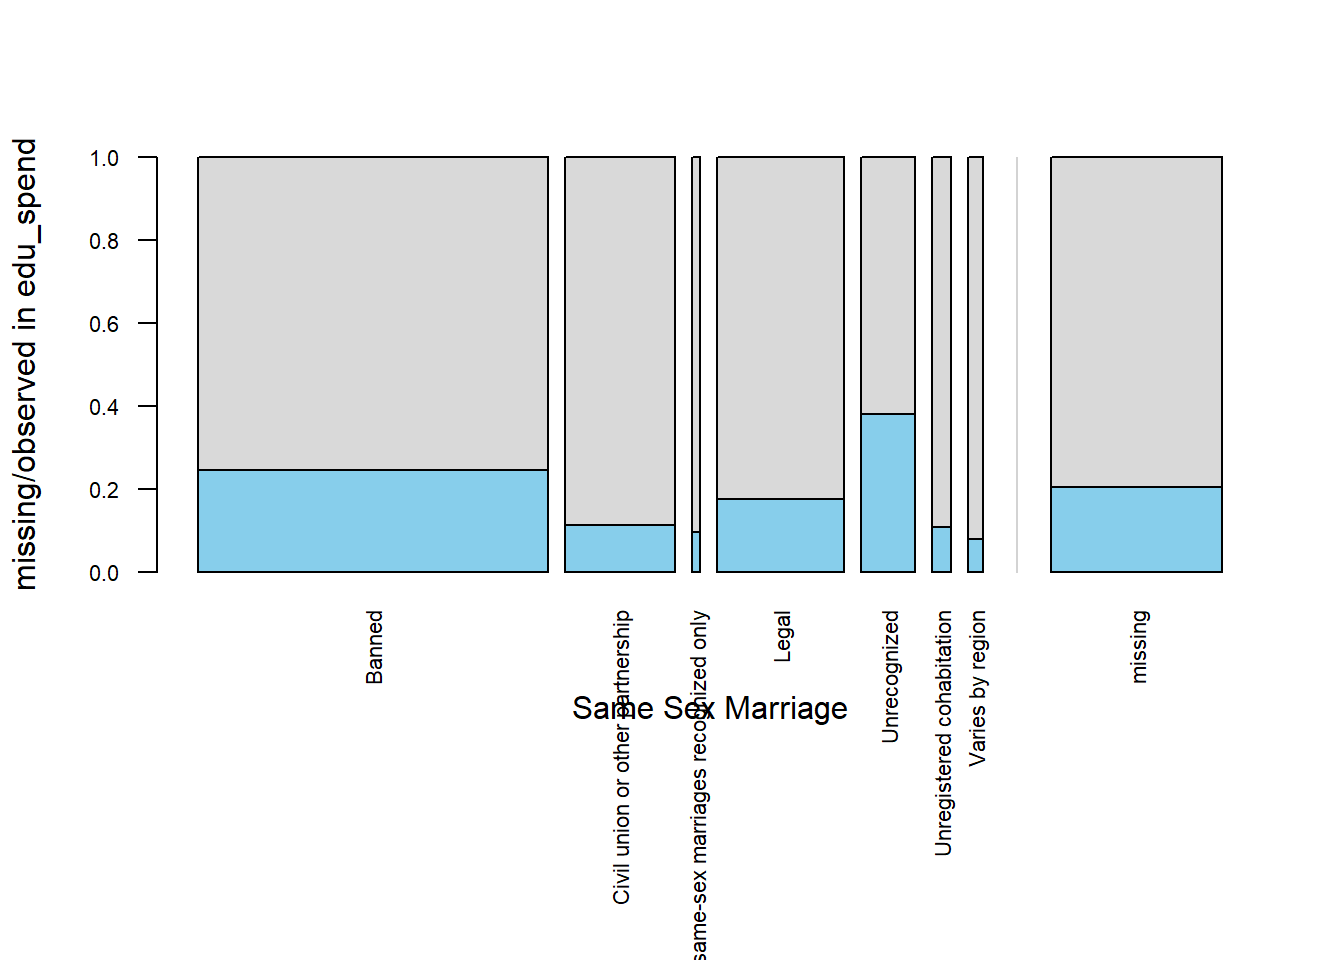 missing/observed in edu_spend
1.0
0.8
0.6
0.4
0.2
0.0
Banned
Civil union or other partnership
same-sex marriages recognized only
Legal
Unrecognized
Unregistered cohabitation
Varies by region
missing
Same Sex Marriage